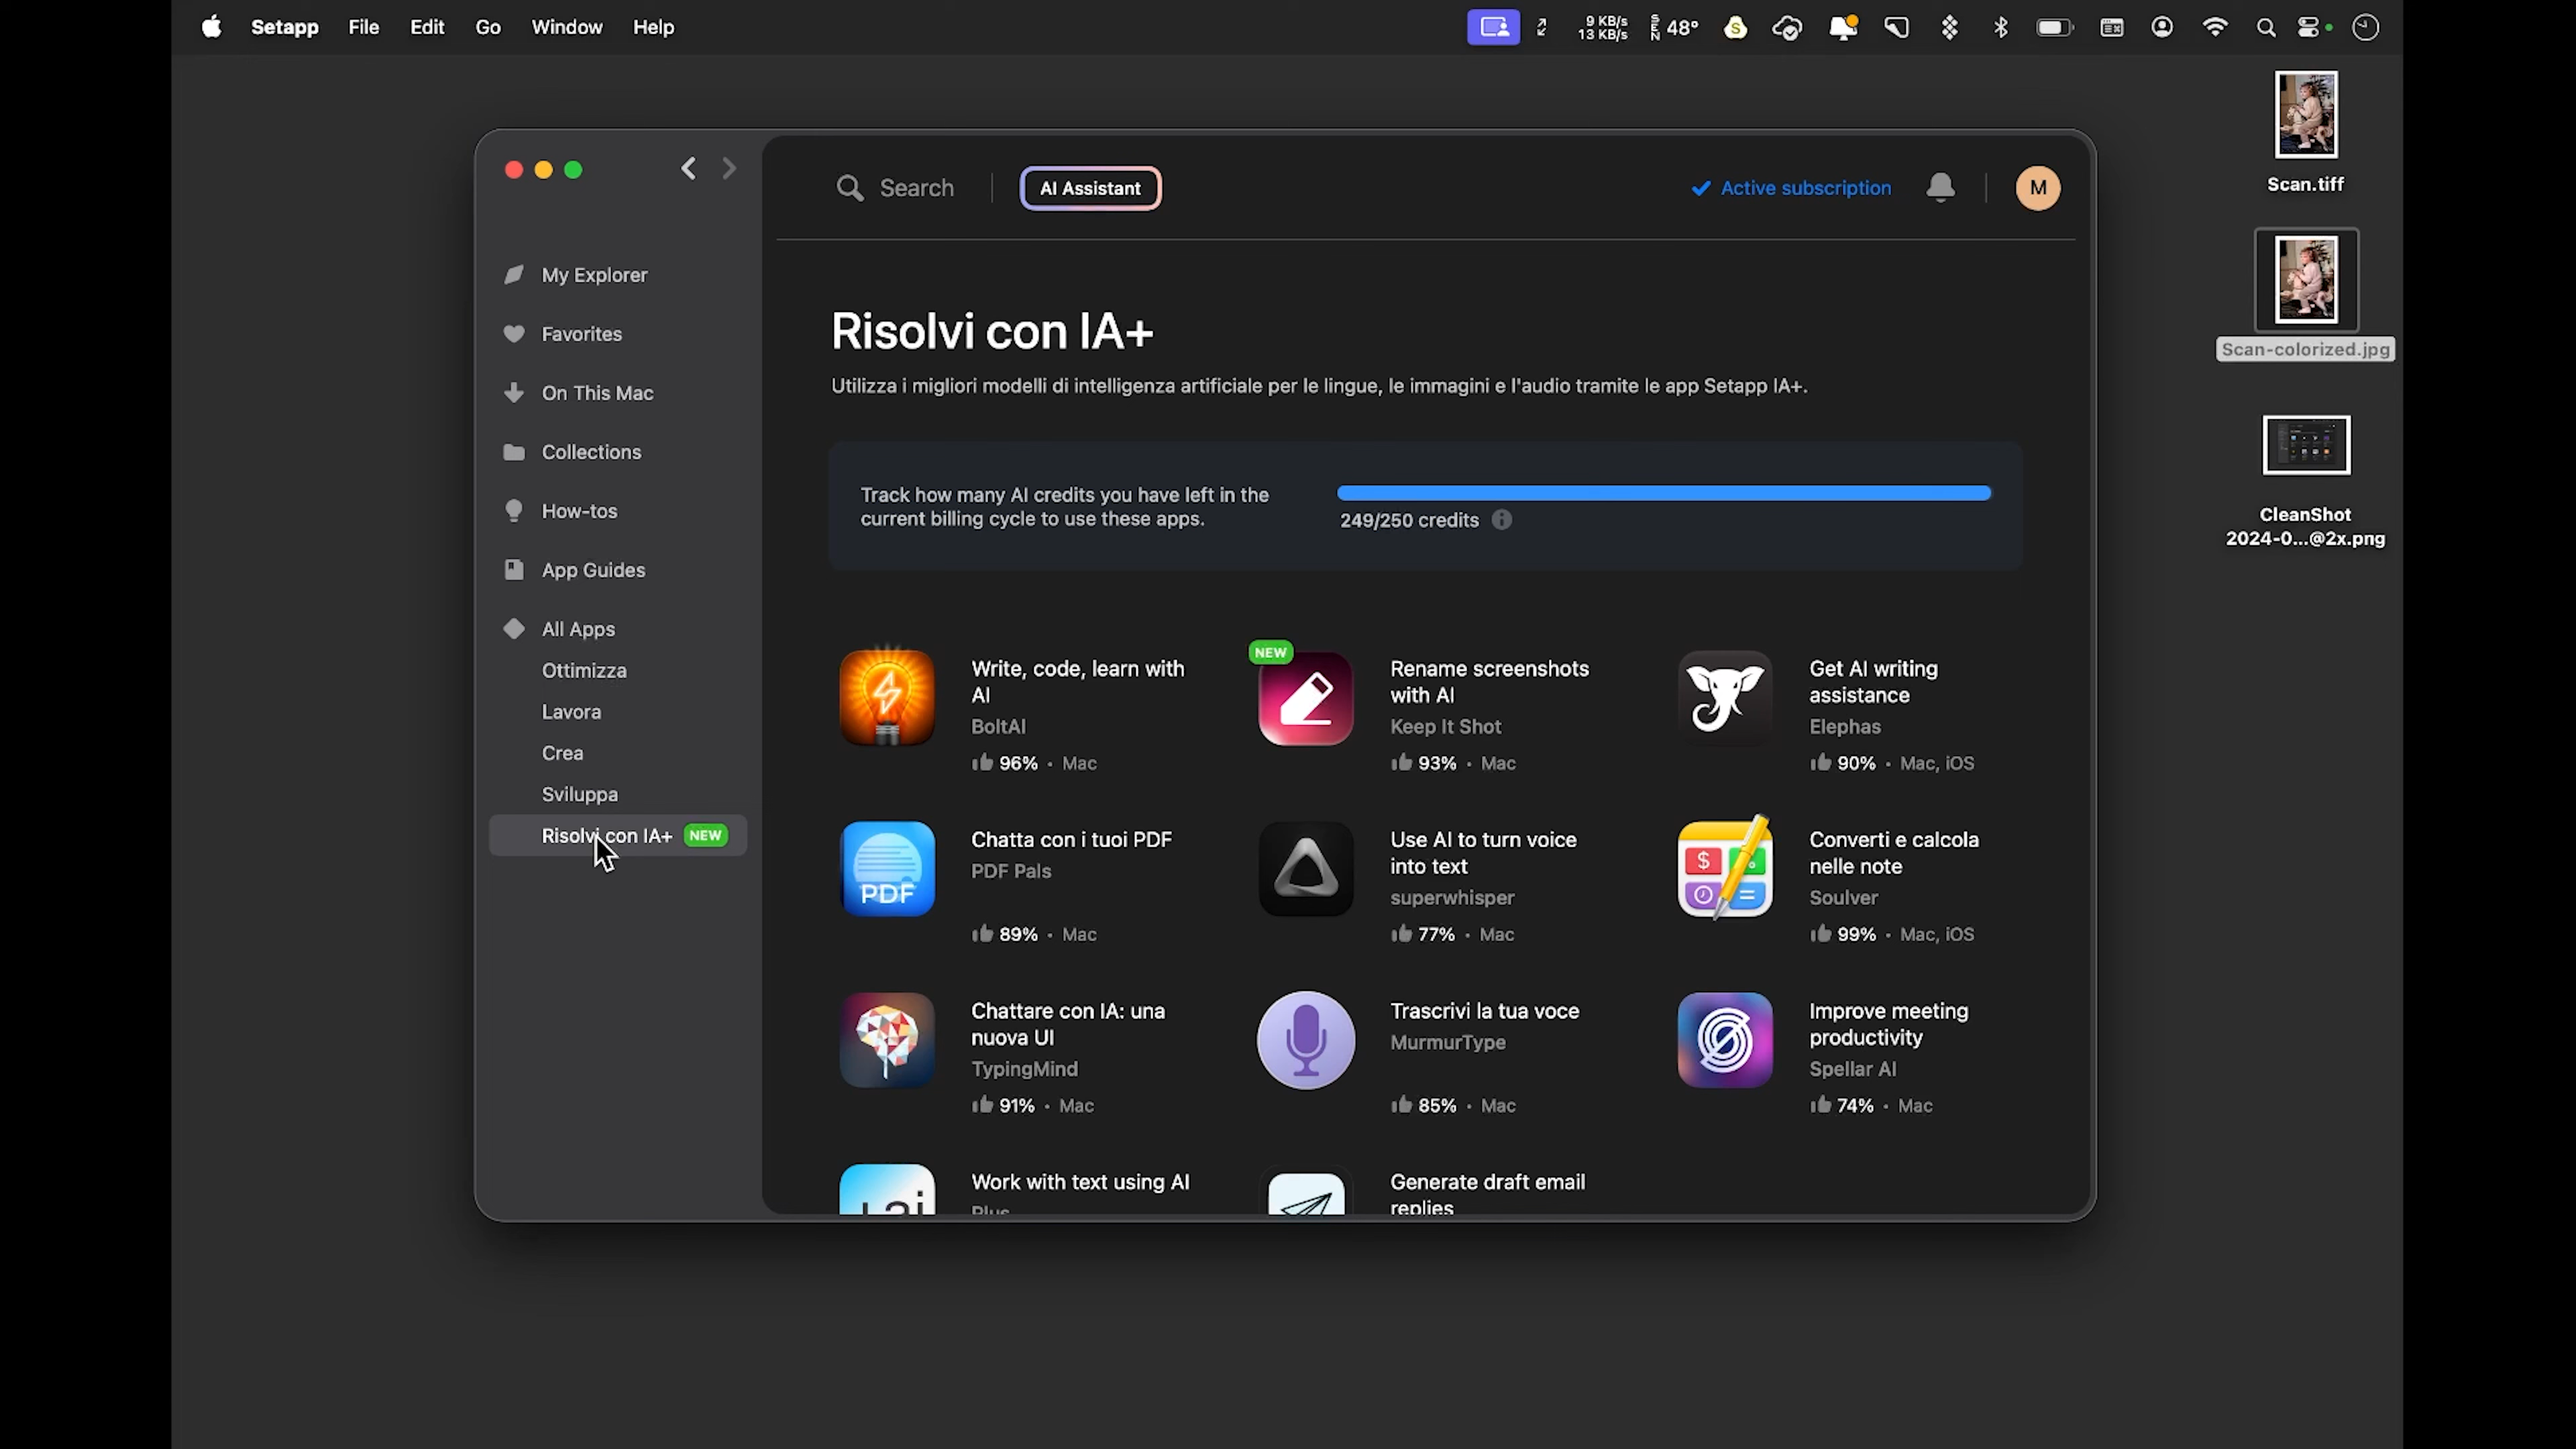 Setapp File Edit Go Window Help
9 KB/s
13 KB/s
SEN 48°
Scan.tiff
Scan-colorized.jpg
CleanShot
2024-0...@2x.png
Search
AI Assistant
Active subscription
M
My Explorer
Favorites
On This Mac
Collections
How-tos
App Guides
All Apps
Ottimizza
Lavora
Crea
Sviluppa
Risolvi con IA+ NEW
Risolvi con IA+
Utilizza i migliori modelli di intelligenza artificiale per le lingue, le immagini e l'audio tramite le app Setapp IA+.
Track how many AI credits you have left in the
current billing cycle to use these apps.
249/250 credits
Write, code, learn with
AI
BoltAI
96% · Mac
NEW
Rename screenshots
with AI
Keep It Shot
93% · Mac
Get AI writing
assistance
Elephas
90% · Mac, iOS
PDF
Chatta con i tuoi PDF
PDF Pals
89% · Mac
Use AI to turn voice
into text
superwhisper
77% · Mac
Converti e calcola
nelle note
Soulver
99% · Mac, iOS
Chattare con IA: una
nuova UI
TypingMind
91% · Mac
Trascrivi la tua voce
MurmurType
85% · Mac
Improve meeting
productivity
Spellar AI
74% · Mac
Work with text using AI
Plus
Generate draft email
replies